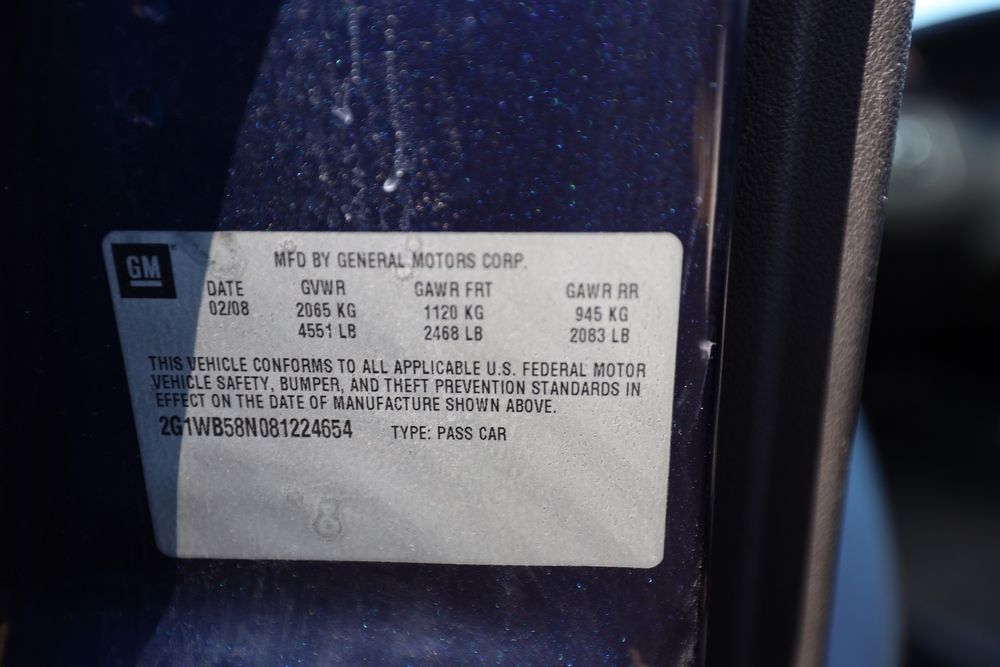 GM
MFD BY GENERAL MOTORS CORP.
DATE GVWR GAWR FRT GAWR RR
02/08 2065 KG 1120 KG 945 KG
4551 LB 2468 LB 2083 LB
THIS VEHICLE CONFORMS TO ALL APPLICABLE U.S. FEDERAL MOTOR
VEHICLE SAFETY, BUMPER, AND THEFT PREVENTION STANDARDS IN
EFFECT ON THE DATE OF MANUFACTURE SHOWN ABOVE.
2G1WB58N081224654 TYPE: PASS CAR